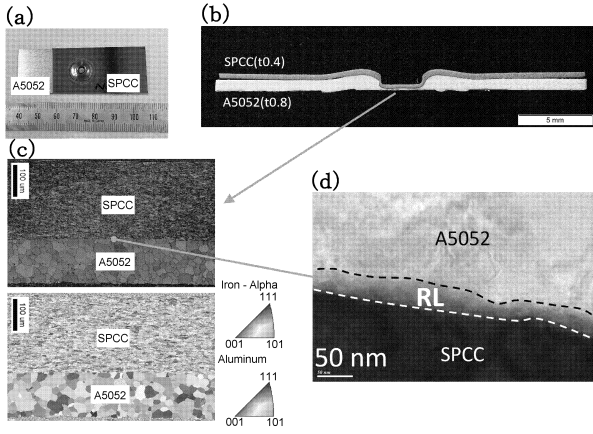 (a)
A5052
SPCC
40 50 60 70 80 90 100 110
(b)
SPCC(t0.4)
A5052(t0.8)
5 mm
(c)
100 um
SPCC
A5052
100 um
SPCC
A5052
Iron - Alpha
111
001 101
Aluminum
111
001 101
(d)
A5052
RL
SPCC
50 nm